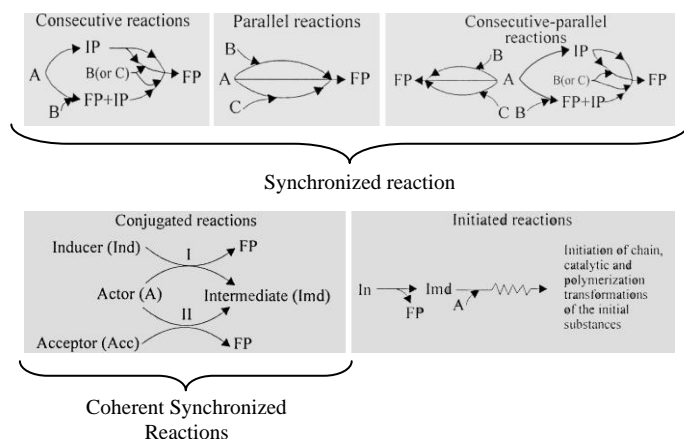 Consecutive reactions
IP
A
B(or C)
FP
B
FP+IP
Parallel reactions
B
A
FP
C
Consecutive-parallel
reactions
B
IP
FP
A
B(or C)
FP
C
B
FP+IP
Synchronized reaction
Conjugated reactions
Inducer (Ind)
FP
I
Actor (A)
Intermediate (Imd)
II
Acceptor (Acc)
FP
Initiated reactions
In
Imd
FP
A
Initiation of chain,
catalytic and
polymerization
transformations
of the initial
substances
Coherent Synchronized
Reactions